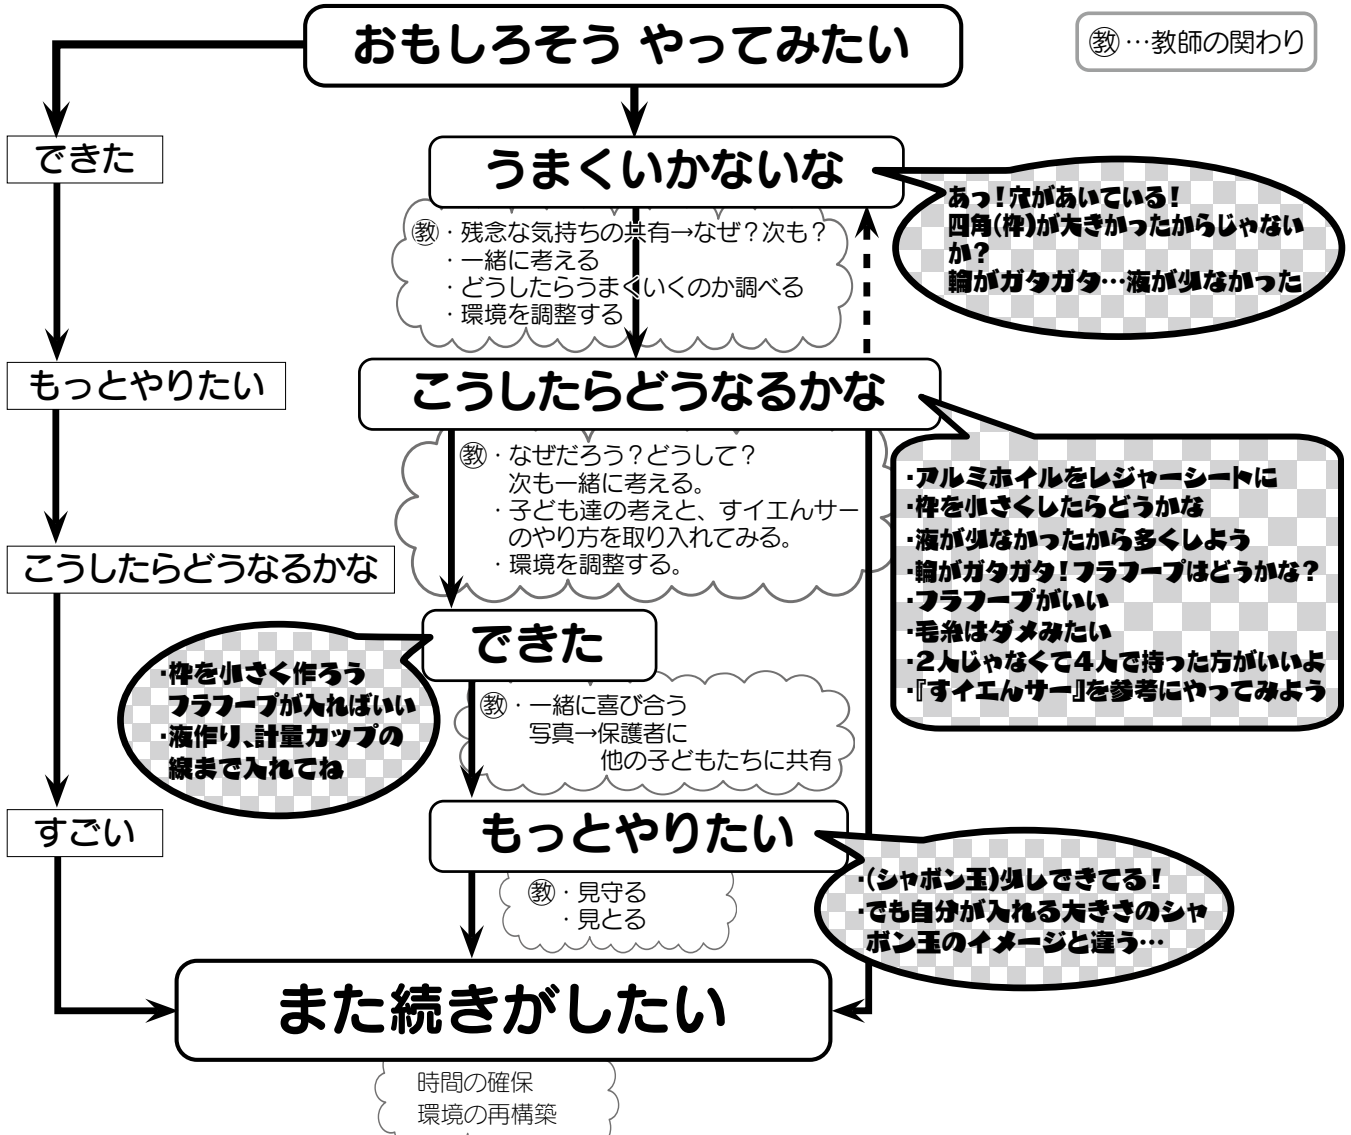 おもしろそう やってみたい
教…教師の関わり
できた
うまくいかないな
あっ!穴があいている!
四角(枠)が大きかったからじゃない
か?
輪がガタガタ…液が少なかった
教・残念な気持ちの共有→なぜ?次も?
・一緒に考える
・どうしたらうまくいくのか調べる
・環境を調整する
もっとやりたい
こうしたらどうなるかな
教・なぜだろう?どうして?
次も一緒に考える。
・子ども達の考えと、すイエんサー
のやり方を取り入れてみる。
・環境を調整する。
・アルミホイルをレジャーシートに
・枠を小さくしたらどうかな
・液が少なかったから多くしよう
・輪がガタガタ!フラフープはどうかな?
・フラフープがいい
・毛糸はダメみたい
・2人じゃなくて4人で持った方がいいよ
・『すイエんサー』を参考にやってみよう
こうしたらどうなるかな
できた
・枠を小さく作ろう
フラフープが入ればいい
・液作り、計量カップの
線まで入れてね
教・一緒に喜び合う
写真→保護者に
他の子どもたちに共有
すごい
もっとやりたい
・(シャボン玉)少しできてる!
・でも自分が入れる大きさのシャ
ボン玉のイメージと違う…
教・見守る
・見とる
また続きがしたい
時間の確保
環境の再構築